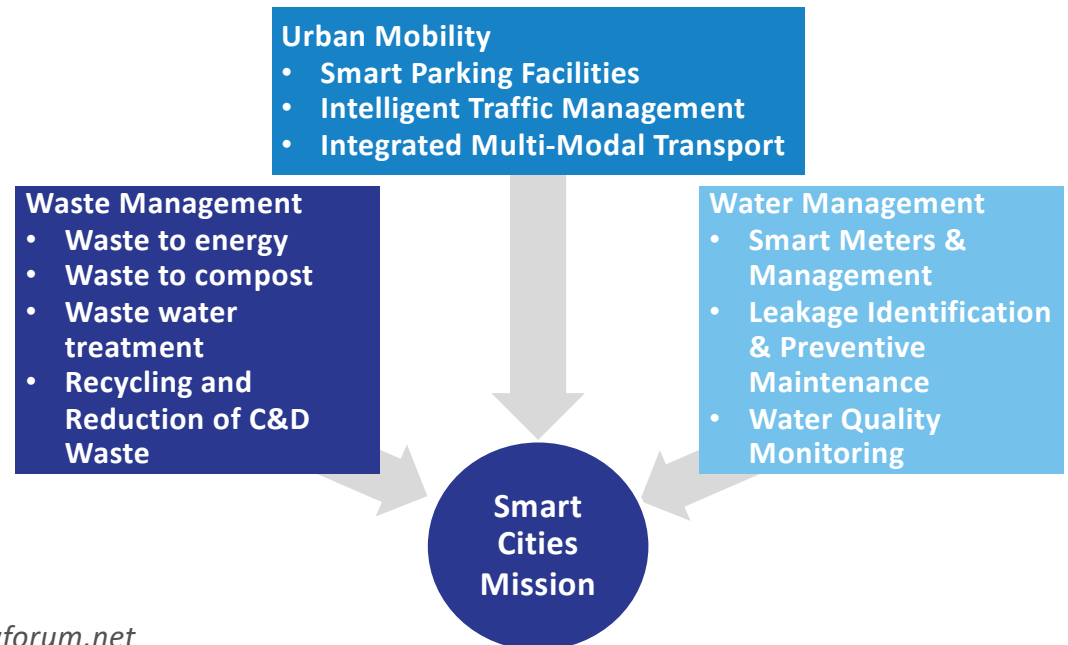 Urban Mobility
• Smart Parking Facilities
• Intelligent Traffic Management
• Integrated Multi-Modal Transport
Waste Management
• Waste to energy
• Waste to compost
• Waste water
treatment
• Recycling and
Reduction of C&D
Waste
Water Management
• Smart Meters &
Management
• Leakage Identification
& Preventive
Maintenance
• Water Quality
Monitoring
Smart
Cities
Mission
forum.net